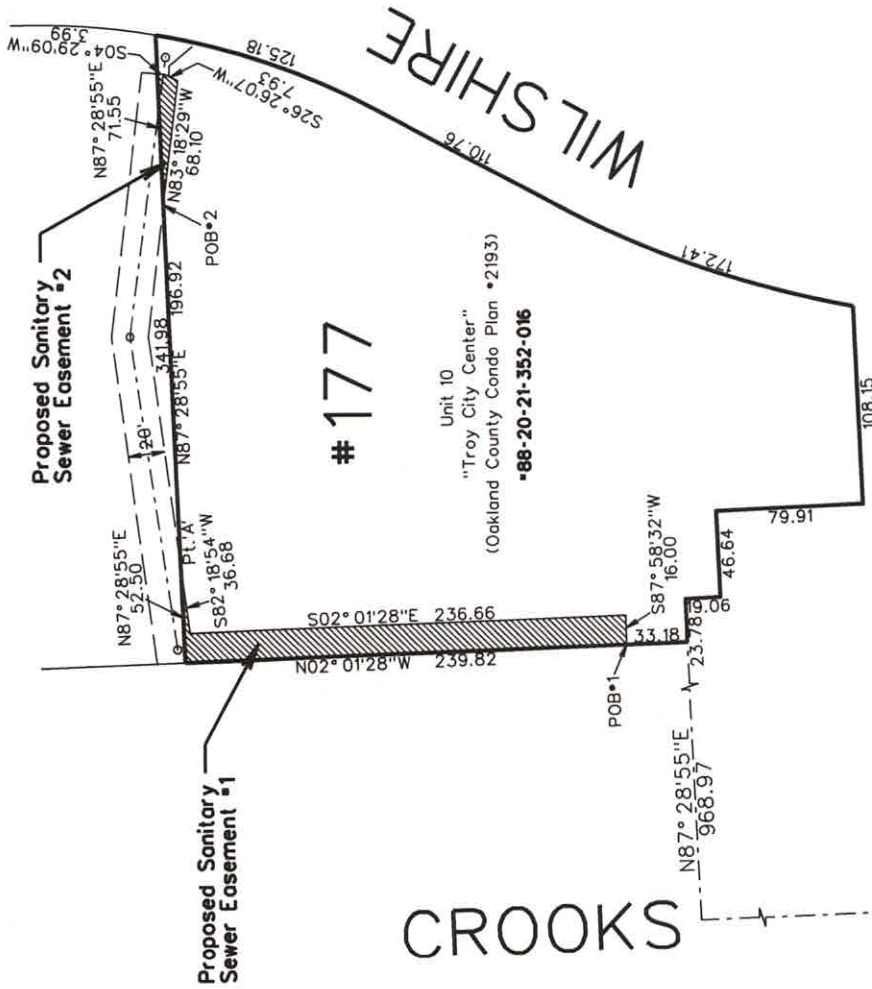 S04° 29'09"W
3.99
N87° 28'55"E
71.55
125.18
S26° 26'07"W
7.93
N83° 18'29"W
68.10
WILSHIRE
Proposed Sanitary
Sewer Easement #2
POB#2
110.76
341.98
196.92
N87° 28'55"E
20'
172.41
#177
Unit 10
"Troy City Center"
(Oakland County Condo Plan #2193)
#88-20-21-352-016
N87° 28'55"E
52.50
Pt.'A'
S82° 18'54"W
36.68
S02° 01'28"E 236.66
N02° 01'28"W 239.82
S87° 58'32"W
16.00
POB#1
33.18
23.78
19.06
46.64
79.91
108.15
Proposed Sanitary
Sewer Easement #1
N87° 28'55"E
968.97
CROOKS